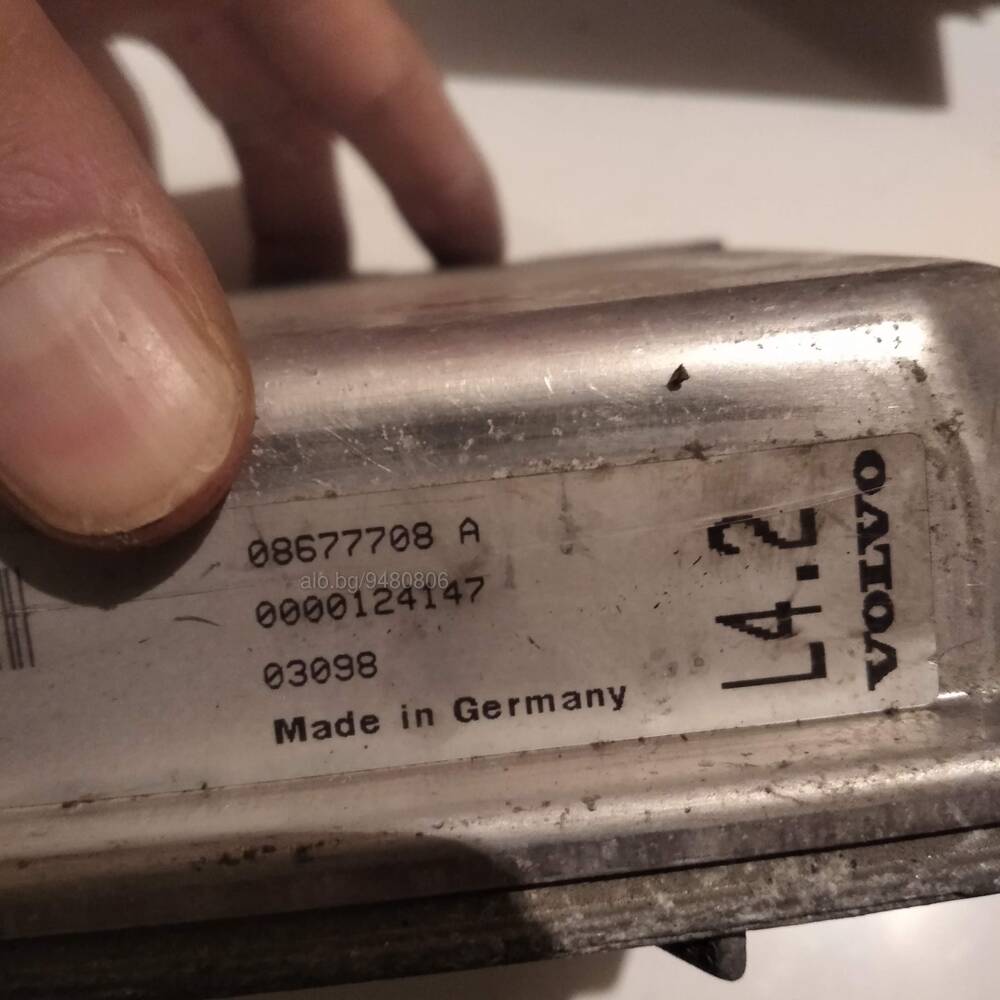 08677708 A
alo.bg/9480806
0000124147
03098
Made in Germany
L4.2
VOLVO